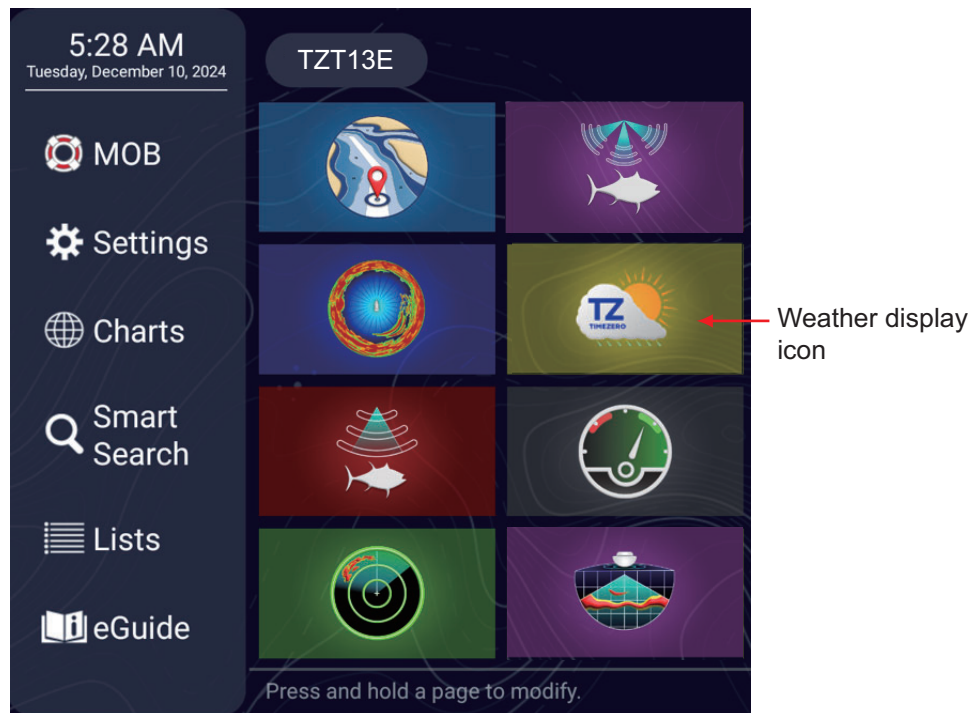 5:28 AM
Tuesday, December 10, 2024
MOB
Settings
Charts
Smart
Search
Lists
eGuide
TZT13E
TZ
TIMEZERO
Press and hold a page to modify.
Weather display
icon